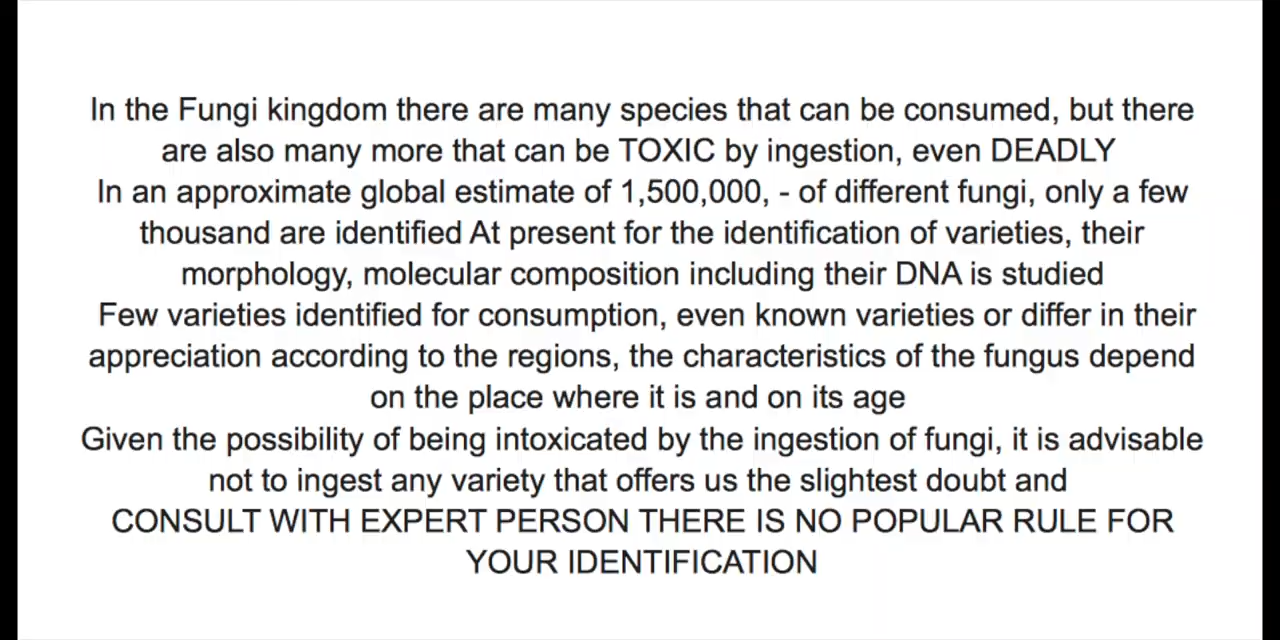 In the Fungi kingdom there are many species that can be consumed, but there
are also many more that can be TOXIC by ingestion, even DEADLY
In an approximate global estimate of 1,500,000, - of different fungi, only a few
thousand are identified At present for the identification of varieties, their
morphology, molecular composition including their DNA is studied
Few varieties identified for consumption, even known varieties or differ in their
appreciation according to the regions, the characteristics of the fungus depend
on the place where it is and on its age
Given the possibility of being intoxicated by the ingestion of fungi, it is advisable
not to ingest any variety that offers us the slightest doubt and
CONSULT WITH EXPERT PERSON THERE IS NO POPULAR RULE FOR
YOUR IDENTIFICATION